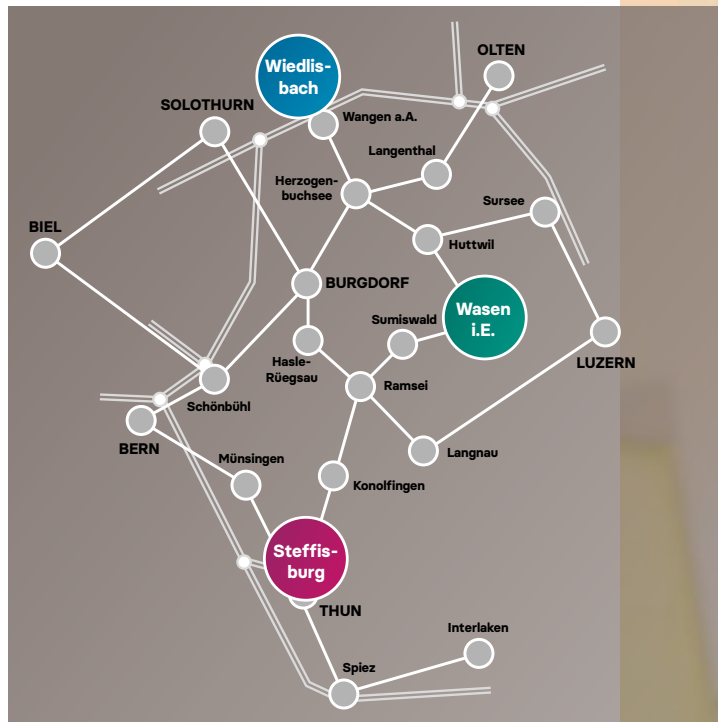 OLTEN
Wiedlis-
bach
SOLOTHURN
Wangen a.A.
Langenthal
Herzogen-
buchsee
Sursee
BIEL
Huttwil
BURGDORF
Wasen
i.E.
Sumiswald
Hasle-
Rüegsau
LUZERN
Ramsei
Schönbühl
BERN
Münsingen
Langnau
Konolfingen
Steffis-
burg
THUN
Interlaken
Spiez